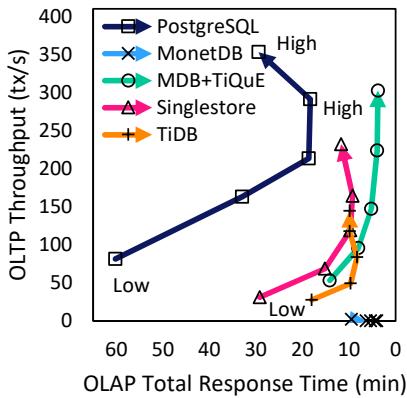 400
350
300
250
200
150
100
50
0
OLTP Throughput (tx/s)
PostgreSQL
MonetDB
MDB+TiQuE
Singlestore
TiDB
High
High
Low
Low
60 50 40 30 20 10 0
OLAP Total Response Time (min)